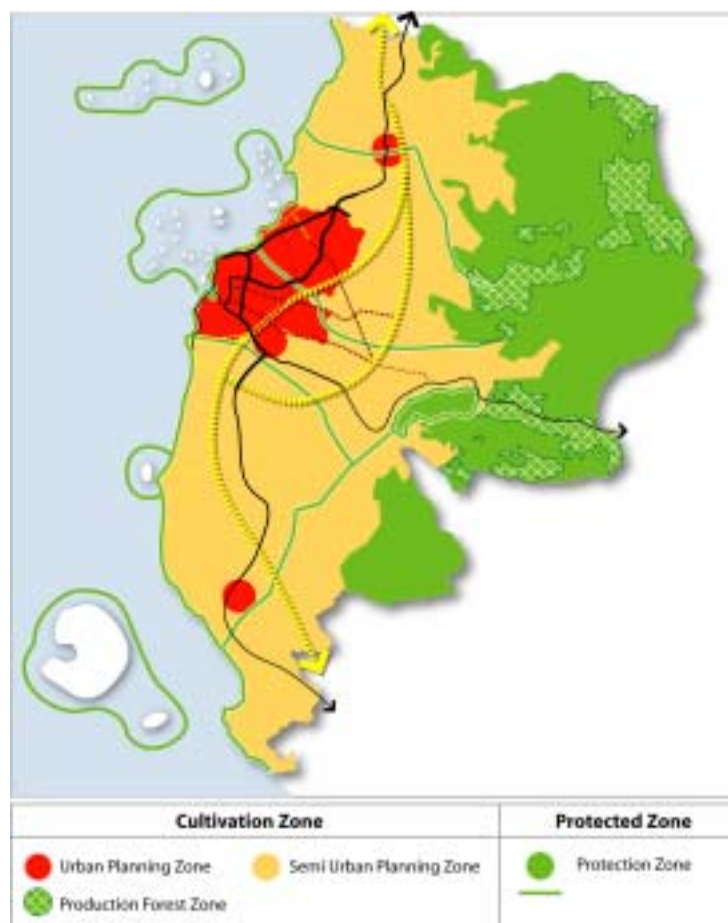 Cultivation Zone
Protected Zone
Urban Planning Zone
Semi Urban Planning Zone
Protection Zone
Production Forest Zone